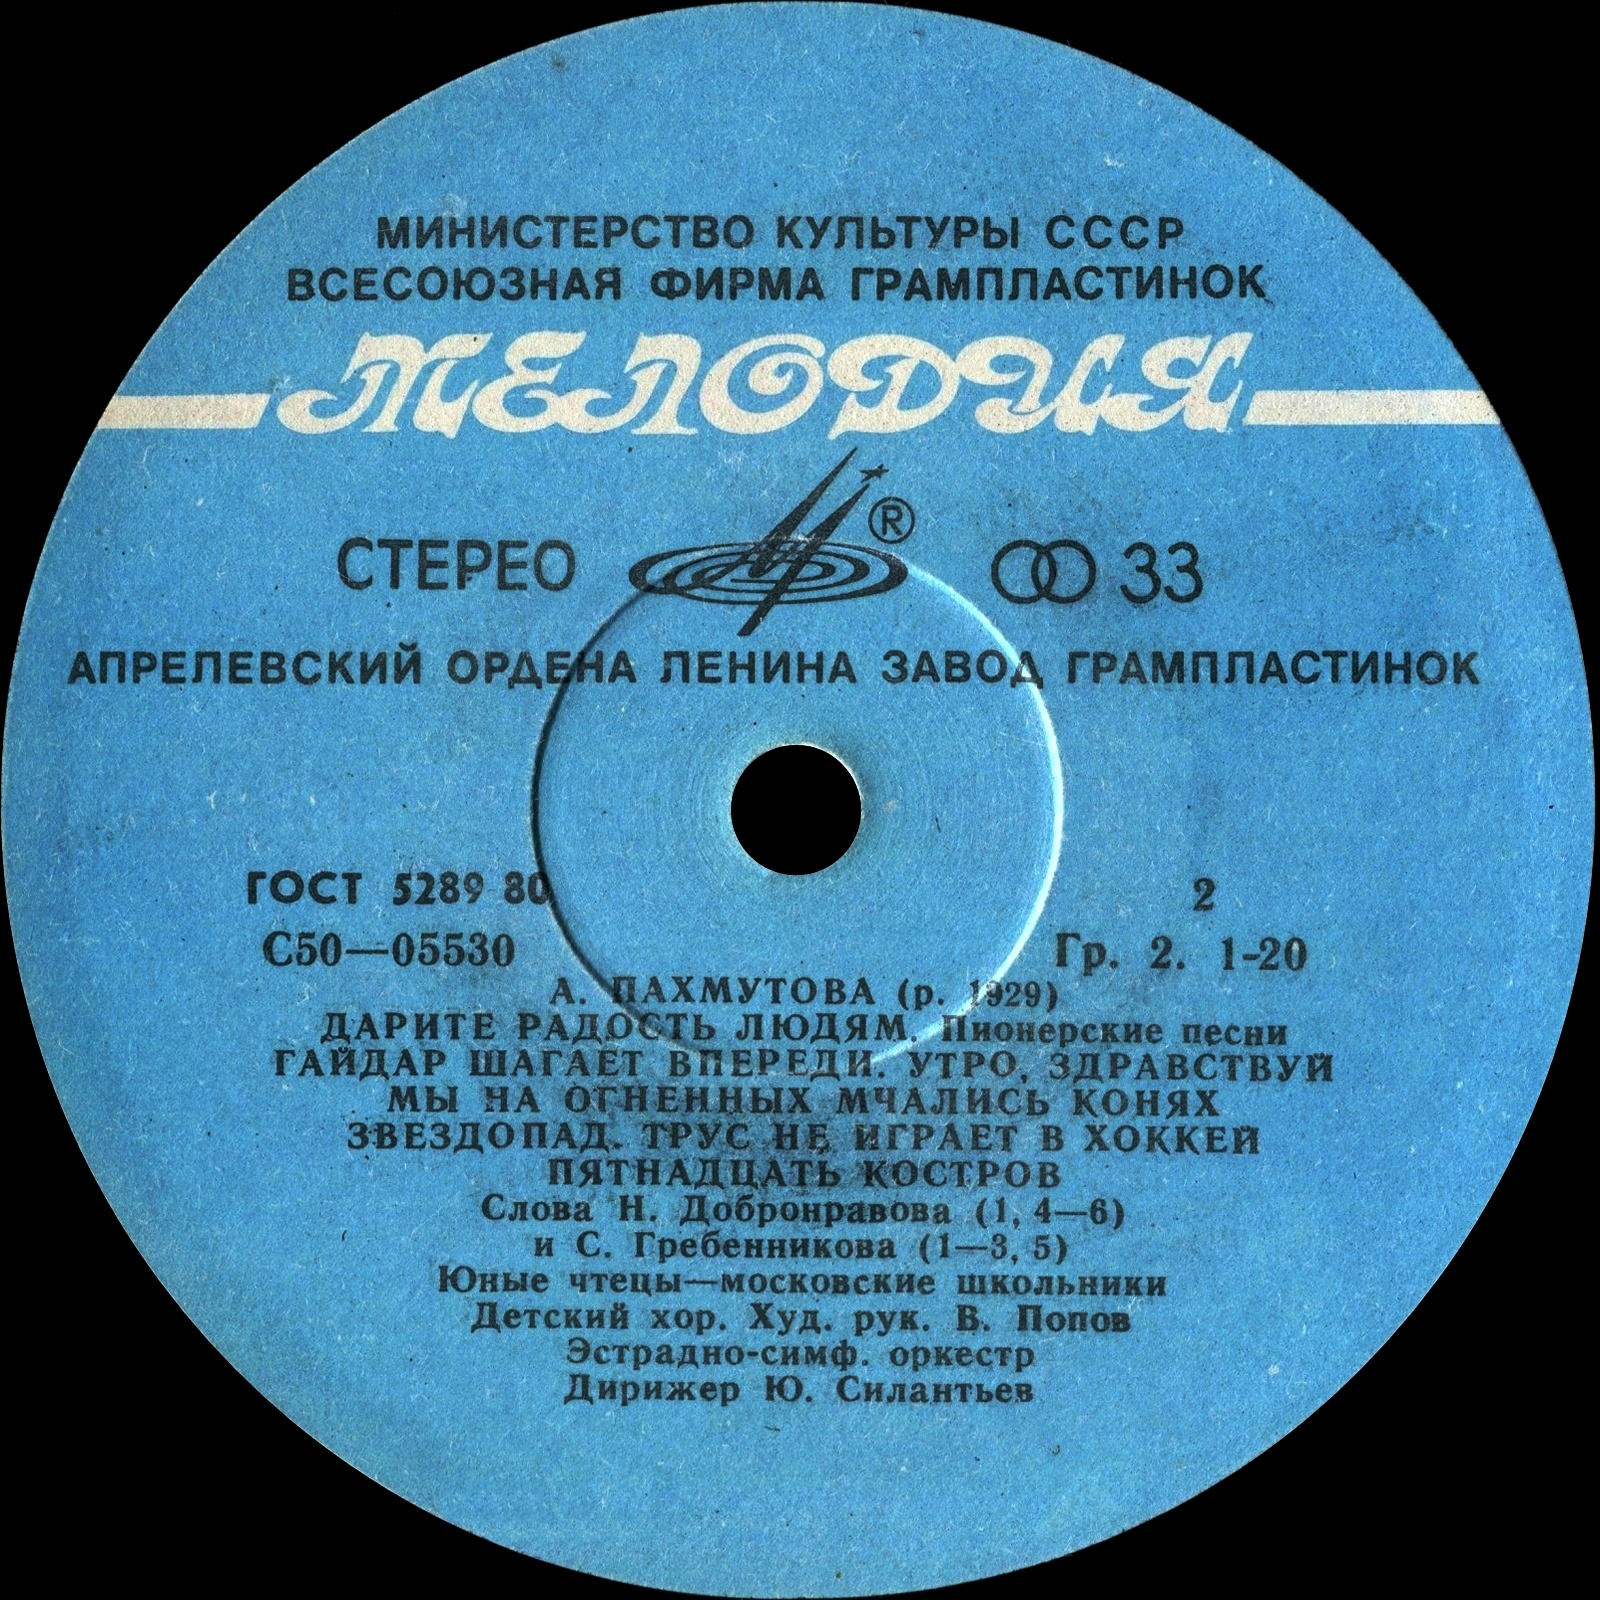 МИНИСТЕРСТВО КУЛЬТУРЫ СССР
ВСЕСОЮЗНАЯ ФИРМА ГРАМПЛАСТИНОК
МЕЛОДИЯ
СТЕРЕО ® 33
АПРЕЛЕВСКИЙ ОРДЕНА ЛЕНИНА ЗАВОД ГРАМПЛАСТИНОК
ГОСТ 5289 80 2
С50—05530 Гр. 2. 1-20
А. ПАХМУТОВА (р. 1929)
ДАРИТЕ РАДОСТЬ ЛЮДЯМ. Пионерские песни
ГАЙДАР ШАГАЕТ ВПЕРЕДИ. УТРО, ЗДРАВСТВУЙ
МЫ НА ОГНЕННЫХ МЧАЛИСЬ КОНЯХ
ЗВЕЗДОПАД. ТРУС НЕ ИГРАЕТ В ХОККЕЙ
ПЯТНАДЦАТЬ КОСТРОВ
Слова Н. Добронравова (1, 4—6)
и С. Гребенникова (1—3, 5)
Юные чтецы—московские школьники
Детский хор. Худ. рук. В. Попов
Эстрадно-симф. оркестр
Дирижер Ю. Силантьев